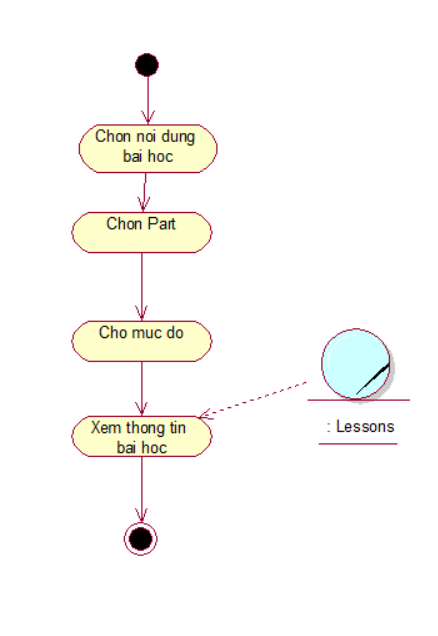 Chon noi dung
bai hoc
Chon Part
Cho muc do
Xem thong tin
bai hoc
: Lessons